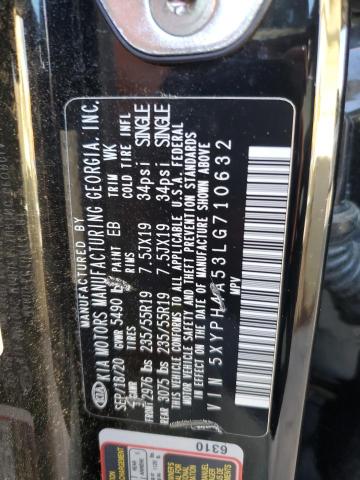 MANUFACTURED BY
KIA MOTORS MANUFACTURING GEORGIA, INC.
SEP/18/20 PAINT EB TRIM WK
GVWR 5490 lb
TIRES RIMS COLD TIRE INFL
FRONT 2976 lbs 235/55R19 7.5JX19 34psi SINGLE
REAR 3075 lbs 235/55R19 7.5JX19 34psi SINGLE
THIS VEHICLE CONFORMS TO ALL APPLICABLE U.S.A. FEDERAL
MOTOR VEHICLE SAFETY AND THEFT PREVENTION
STANDARDS IN EFFECT ON THE DATE OF
MANUFACTURE SHOWN ABOVE
VIN 5XYPH4A53LG710632
MPV
6310